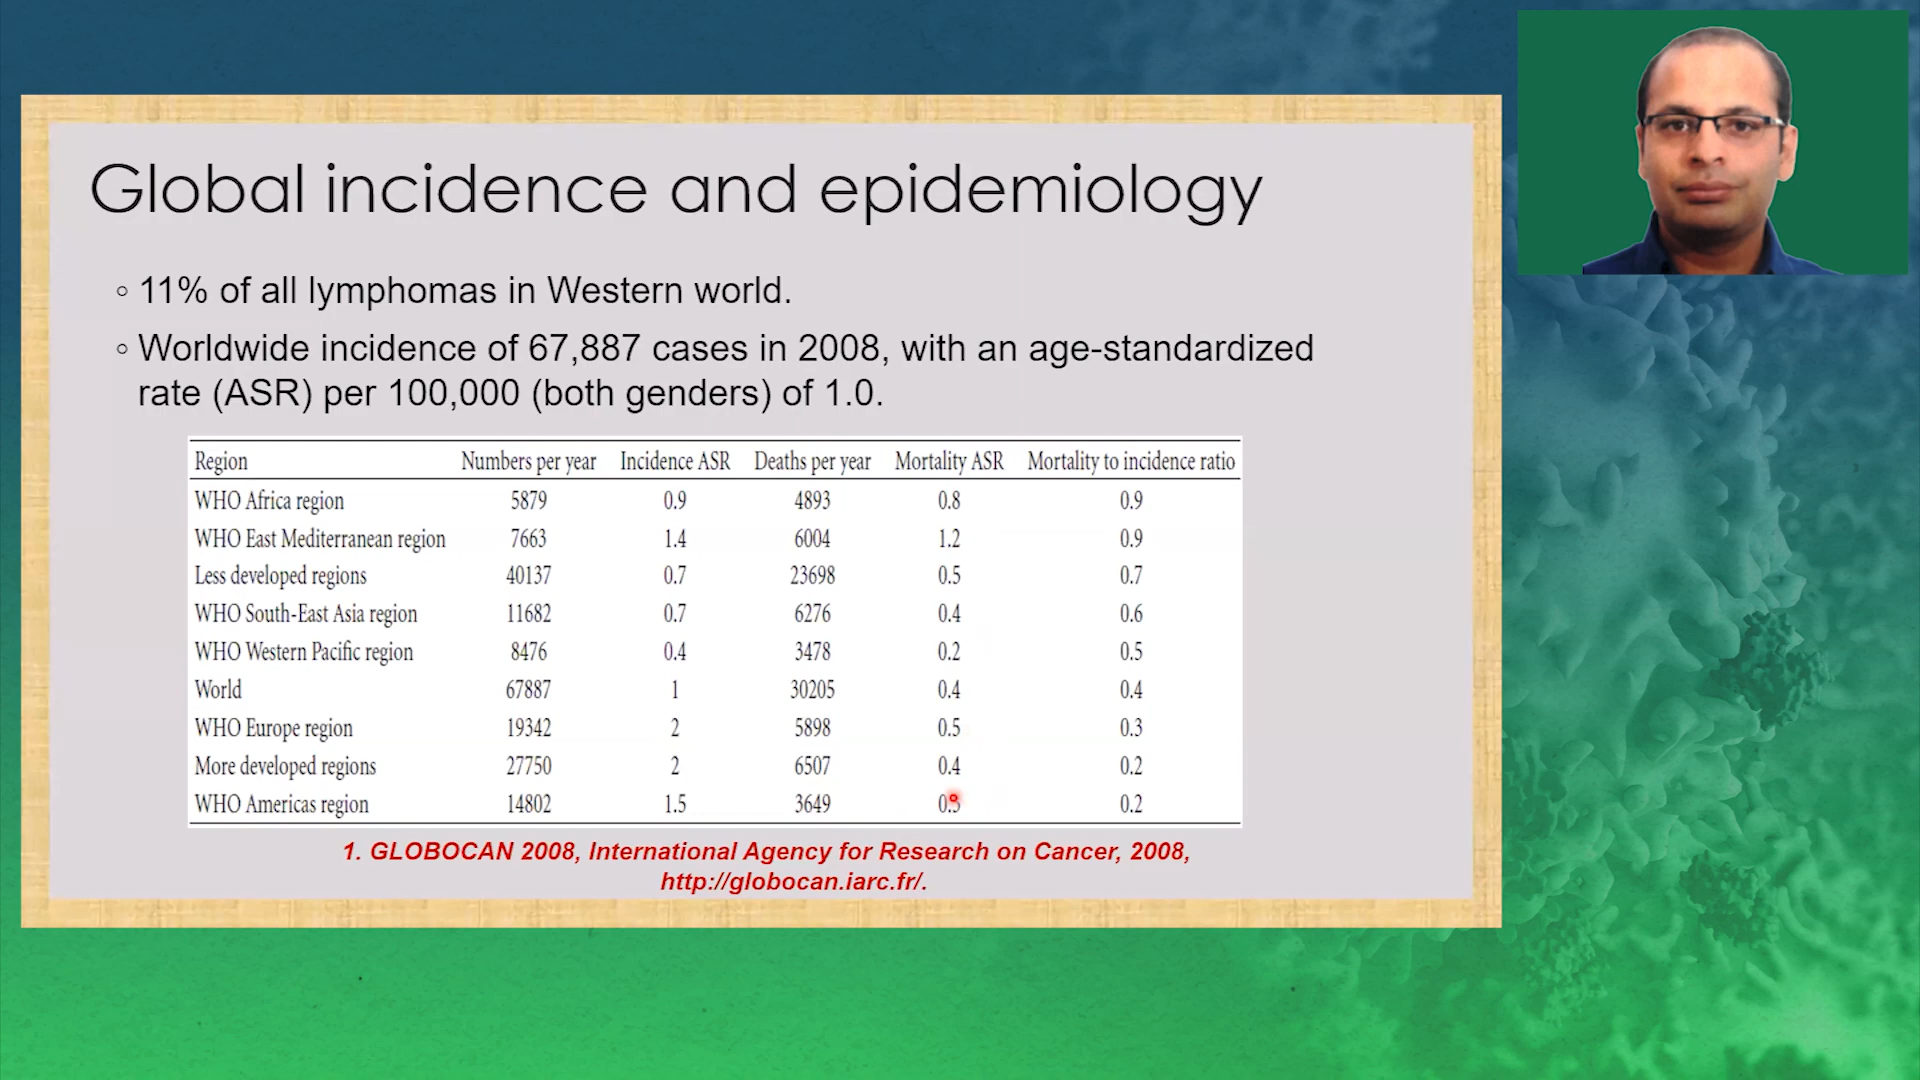 Global incidence and epidemiology
◦ 11% of all lymphomas in Western world.
◦ Worldwide incidence of 67,887 cases in 2008, with an age-standardized
rate (ASR) per 100,000 (both genders) of 1.0.
Region Numbers per year Incidence ASR Deaths per year Mortality ASR Mortality to incidence ratio
WHO Africa region 5879 0.9 4893 0.8 0.9
WHO East Mediterranean region 7663 1.4 6004 1.2 0.9
Less developed regions 40137 0.7 23698 0.5 0.7
WHO South-East Asia region 11682 0.7 6276 0.4 0.6
WHO Western Pacific region 8476 0.4 3478 0.2 0.5
World 67887 1 30205 0.4 0.4
WHO Europe region 19342 2 5898 0.5 0.3
More developed regions 27750 2 6507 0.4 0.2
WHO Americas region 14802 1.5 3649 0.2
1. GLOBOCAN 2008, International Agency for Research on Cancer, 2008,
http://globocan.iarc.fr/.